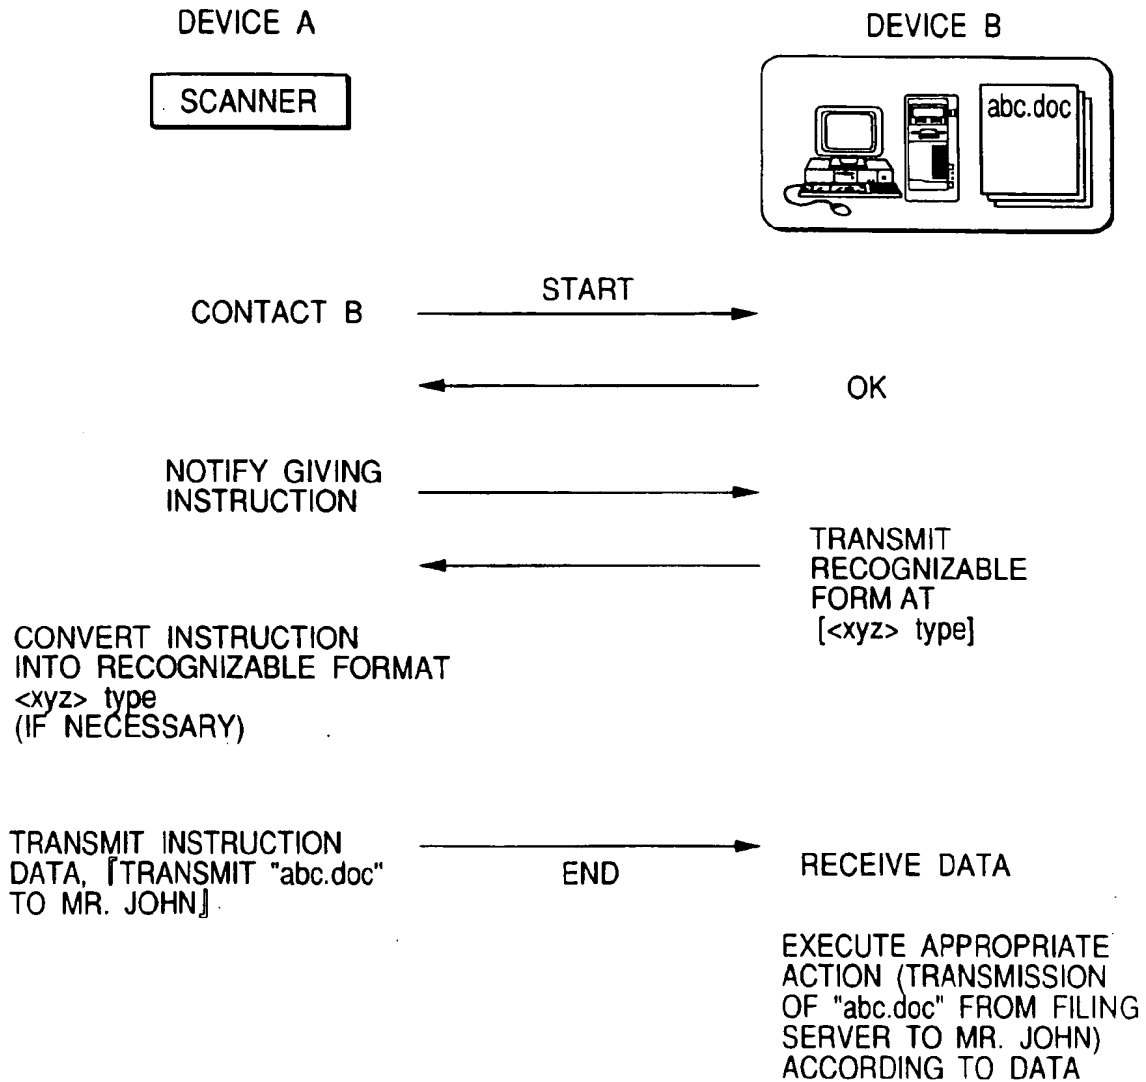 DEVICE A
DEVICE B
SCANNER
abc.doc
START
CONTACT B
OK
NOTIFY GIVING
INSTRUCTION
TRANSMIT
RECOGNIZABLE
FORM AT
[<xyz> type]
CONVERT INSTRUCTION
INTO RECOGNIZABLE FORMAT
<xyz> type
(IF NECESSARY)
TRANSMIT INSTRUCTION
DATA, 『TRANSMIT "abc.doc"
TO MR. JOHN』
END
RECEIVE DATA
EXECUTE APPROPRIATE
ACTION (TRANSMISSION
OF "abc.doc" FROM FILING
SERVER TO MR. JOHN)
ACCORDING TO DATA